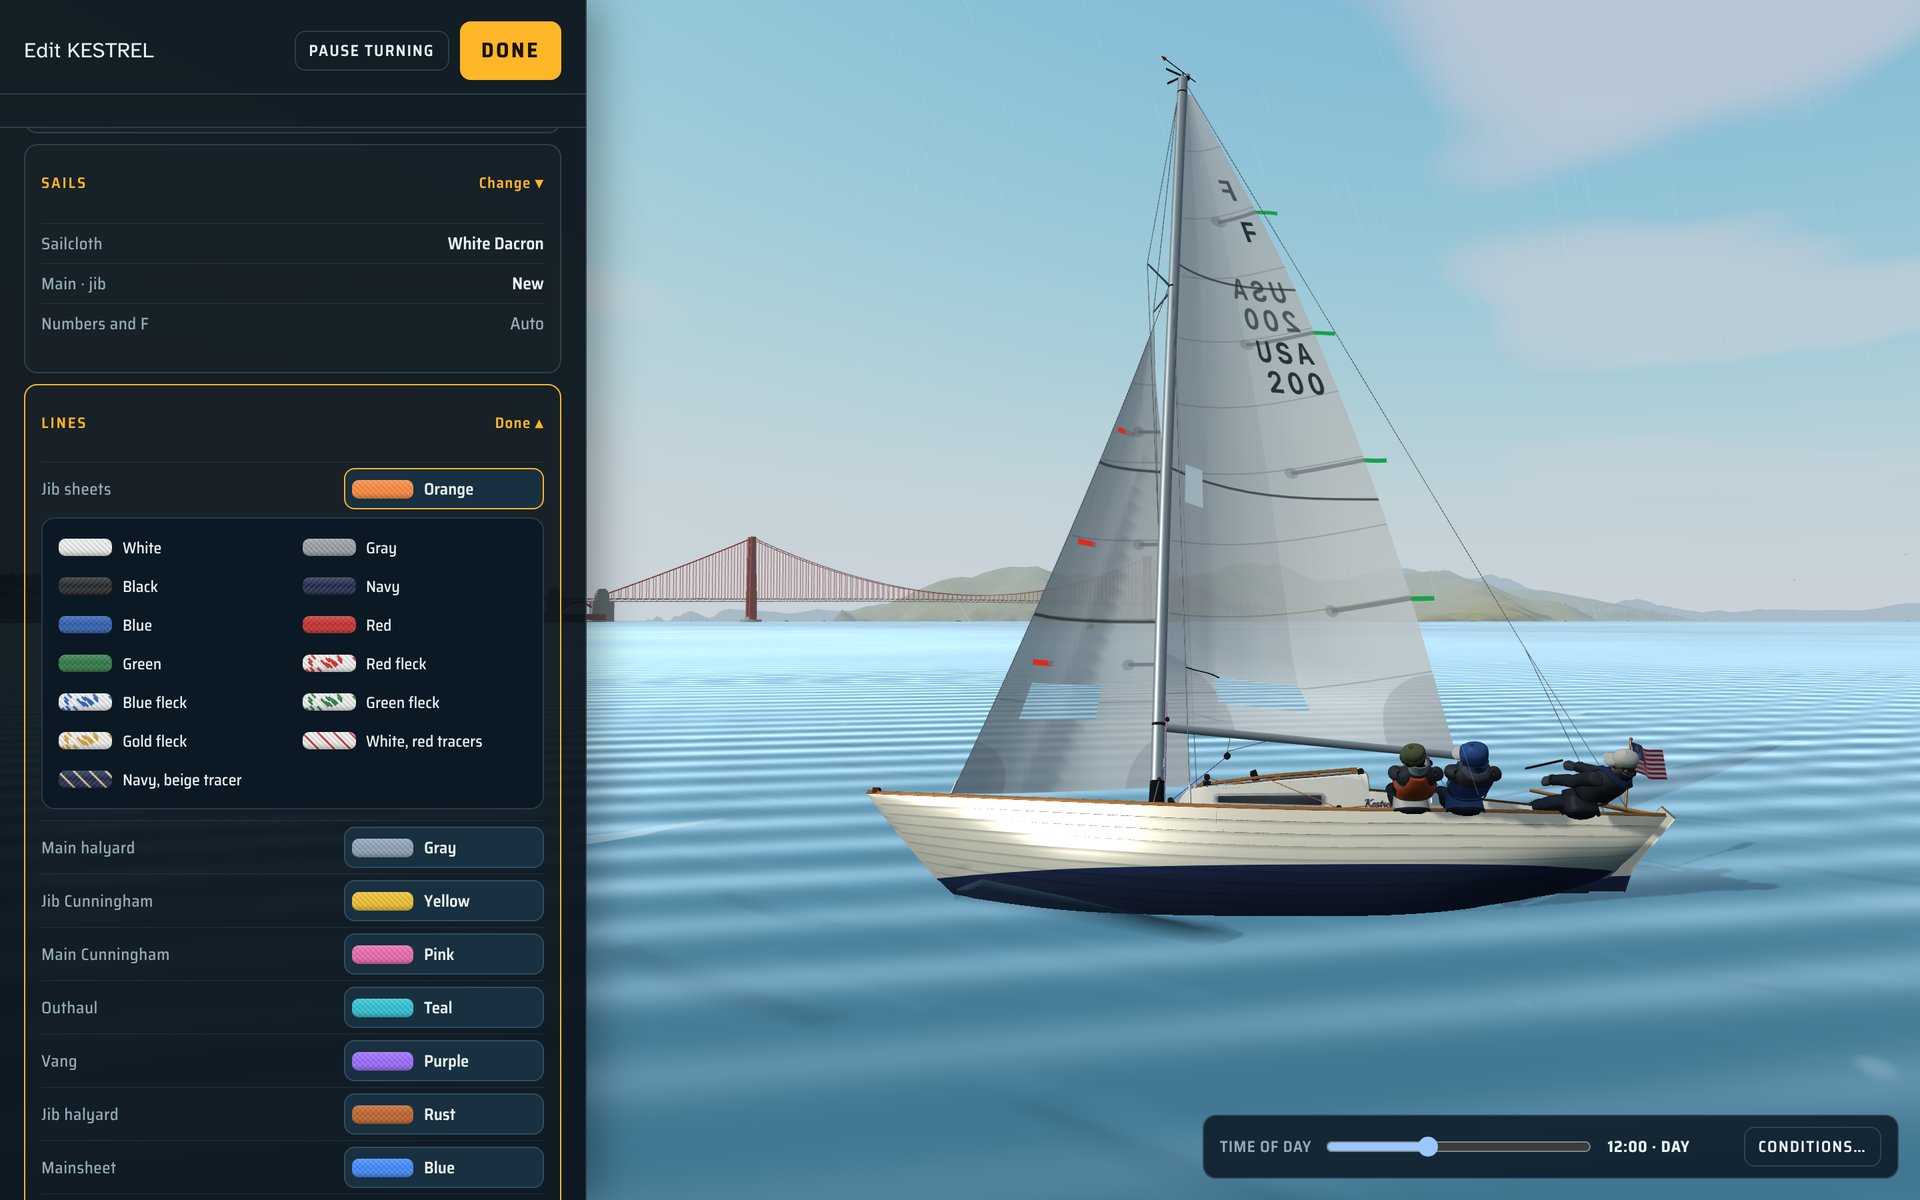 Edit KESTREL
PAUSE TURNING
DONE
SAILS
Change ▼
Sailcloth
White Dacron
Main · jib
New
Numbers and F
Auto
LINES
Done ▲
Jib sheets
Orange
White
Gray
Black
Navy
Blue
Red
Green
Red fleck
Blue fleck
Green fleck
Gold fleck
White, red tracers
Navy, beige tracer
Main halyard
Gray
Jib Cunningham
Yellow
Main Cunningham
Pink
Outhaul
Teal
Vang
Purple
Jib halyard
Rust
Mainsheet
Blue
F
F
USA
200
USA
200
Kestrel
TIME OF DAY
12:00 · DAY
CONDITIONS...